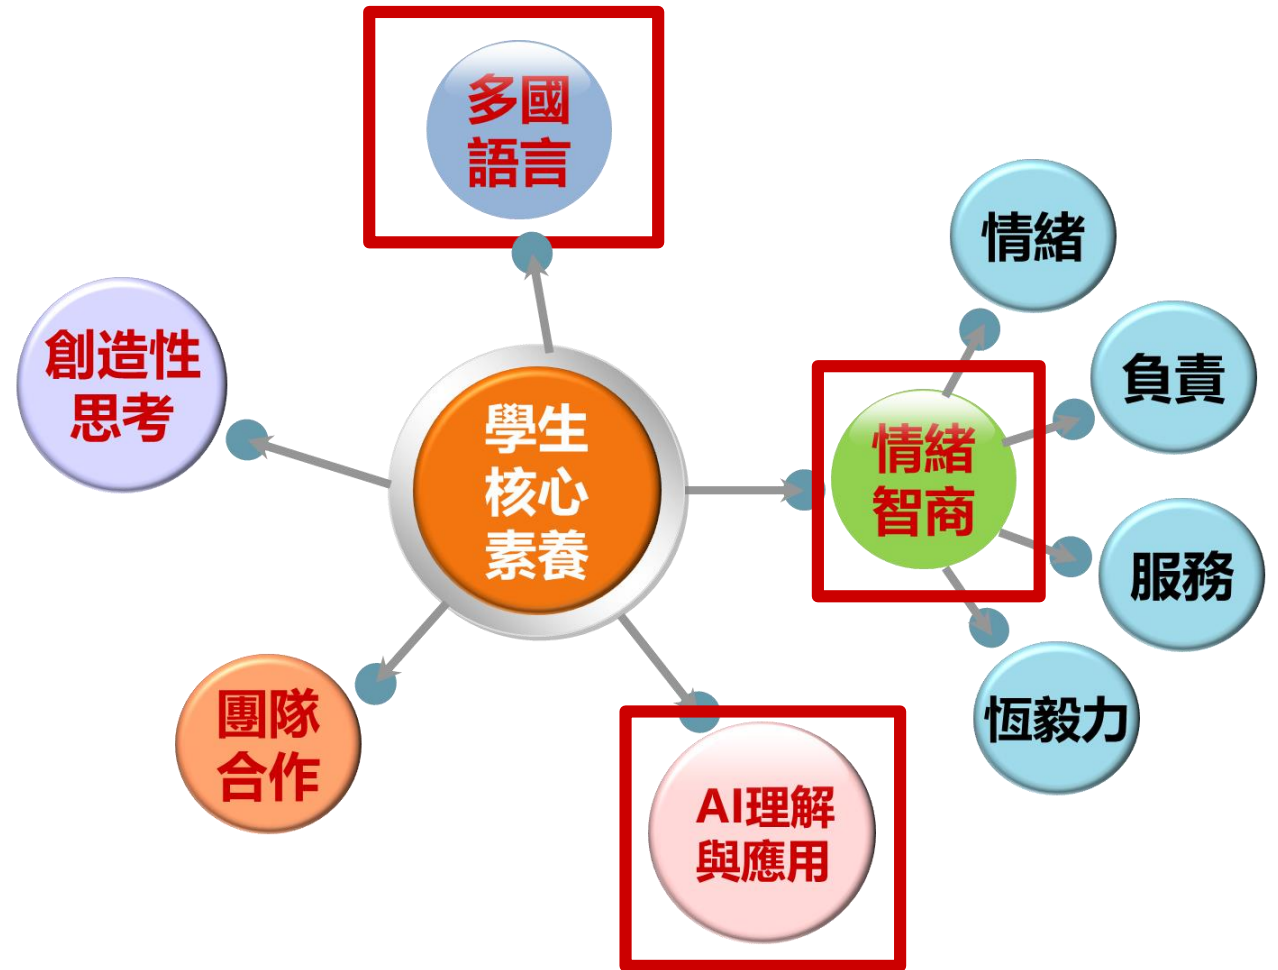 多國
語言
情緒
負責
創造性
思考
學生
核心
素養
情緒
智商
服務
恆毅力
團隊
合作
AI理解
與應用